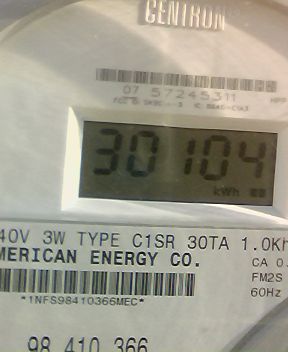 CENTRON
07 57245311
30104
kWh
40V 3W TYPE C1SR 30TA 1.0Kh
MERICAN ENERGY CO.
CA 0.
FM2S
60Hz
*1NFS98410366MEC*
98 410 366